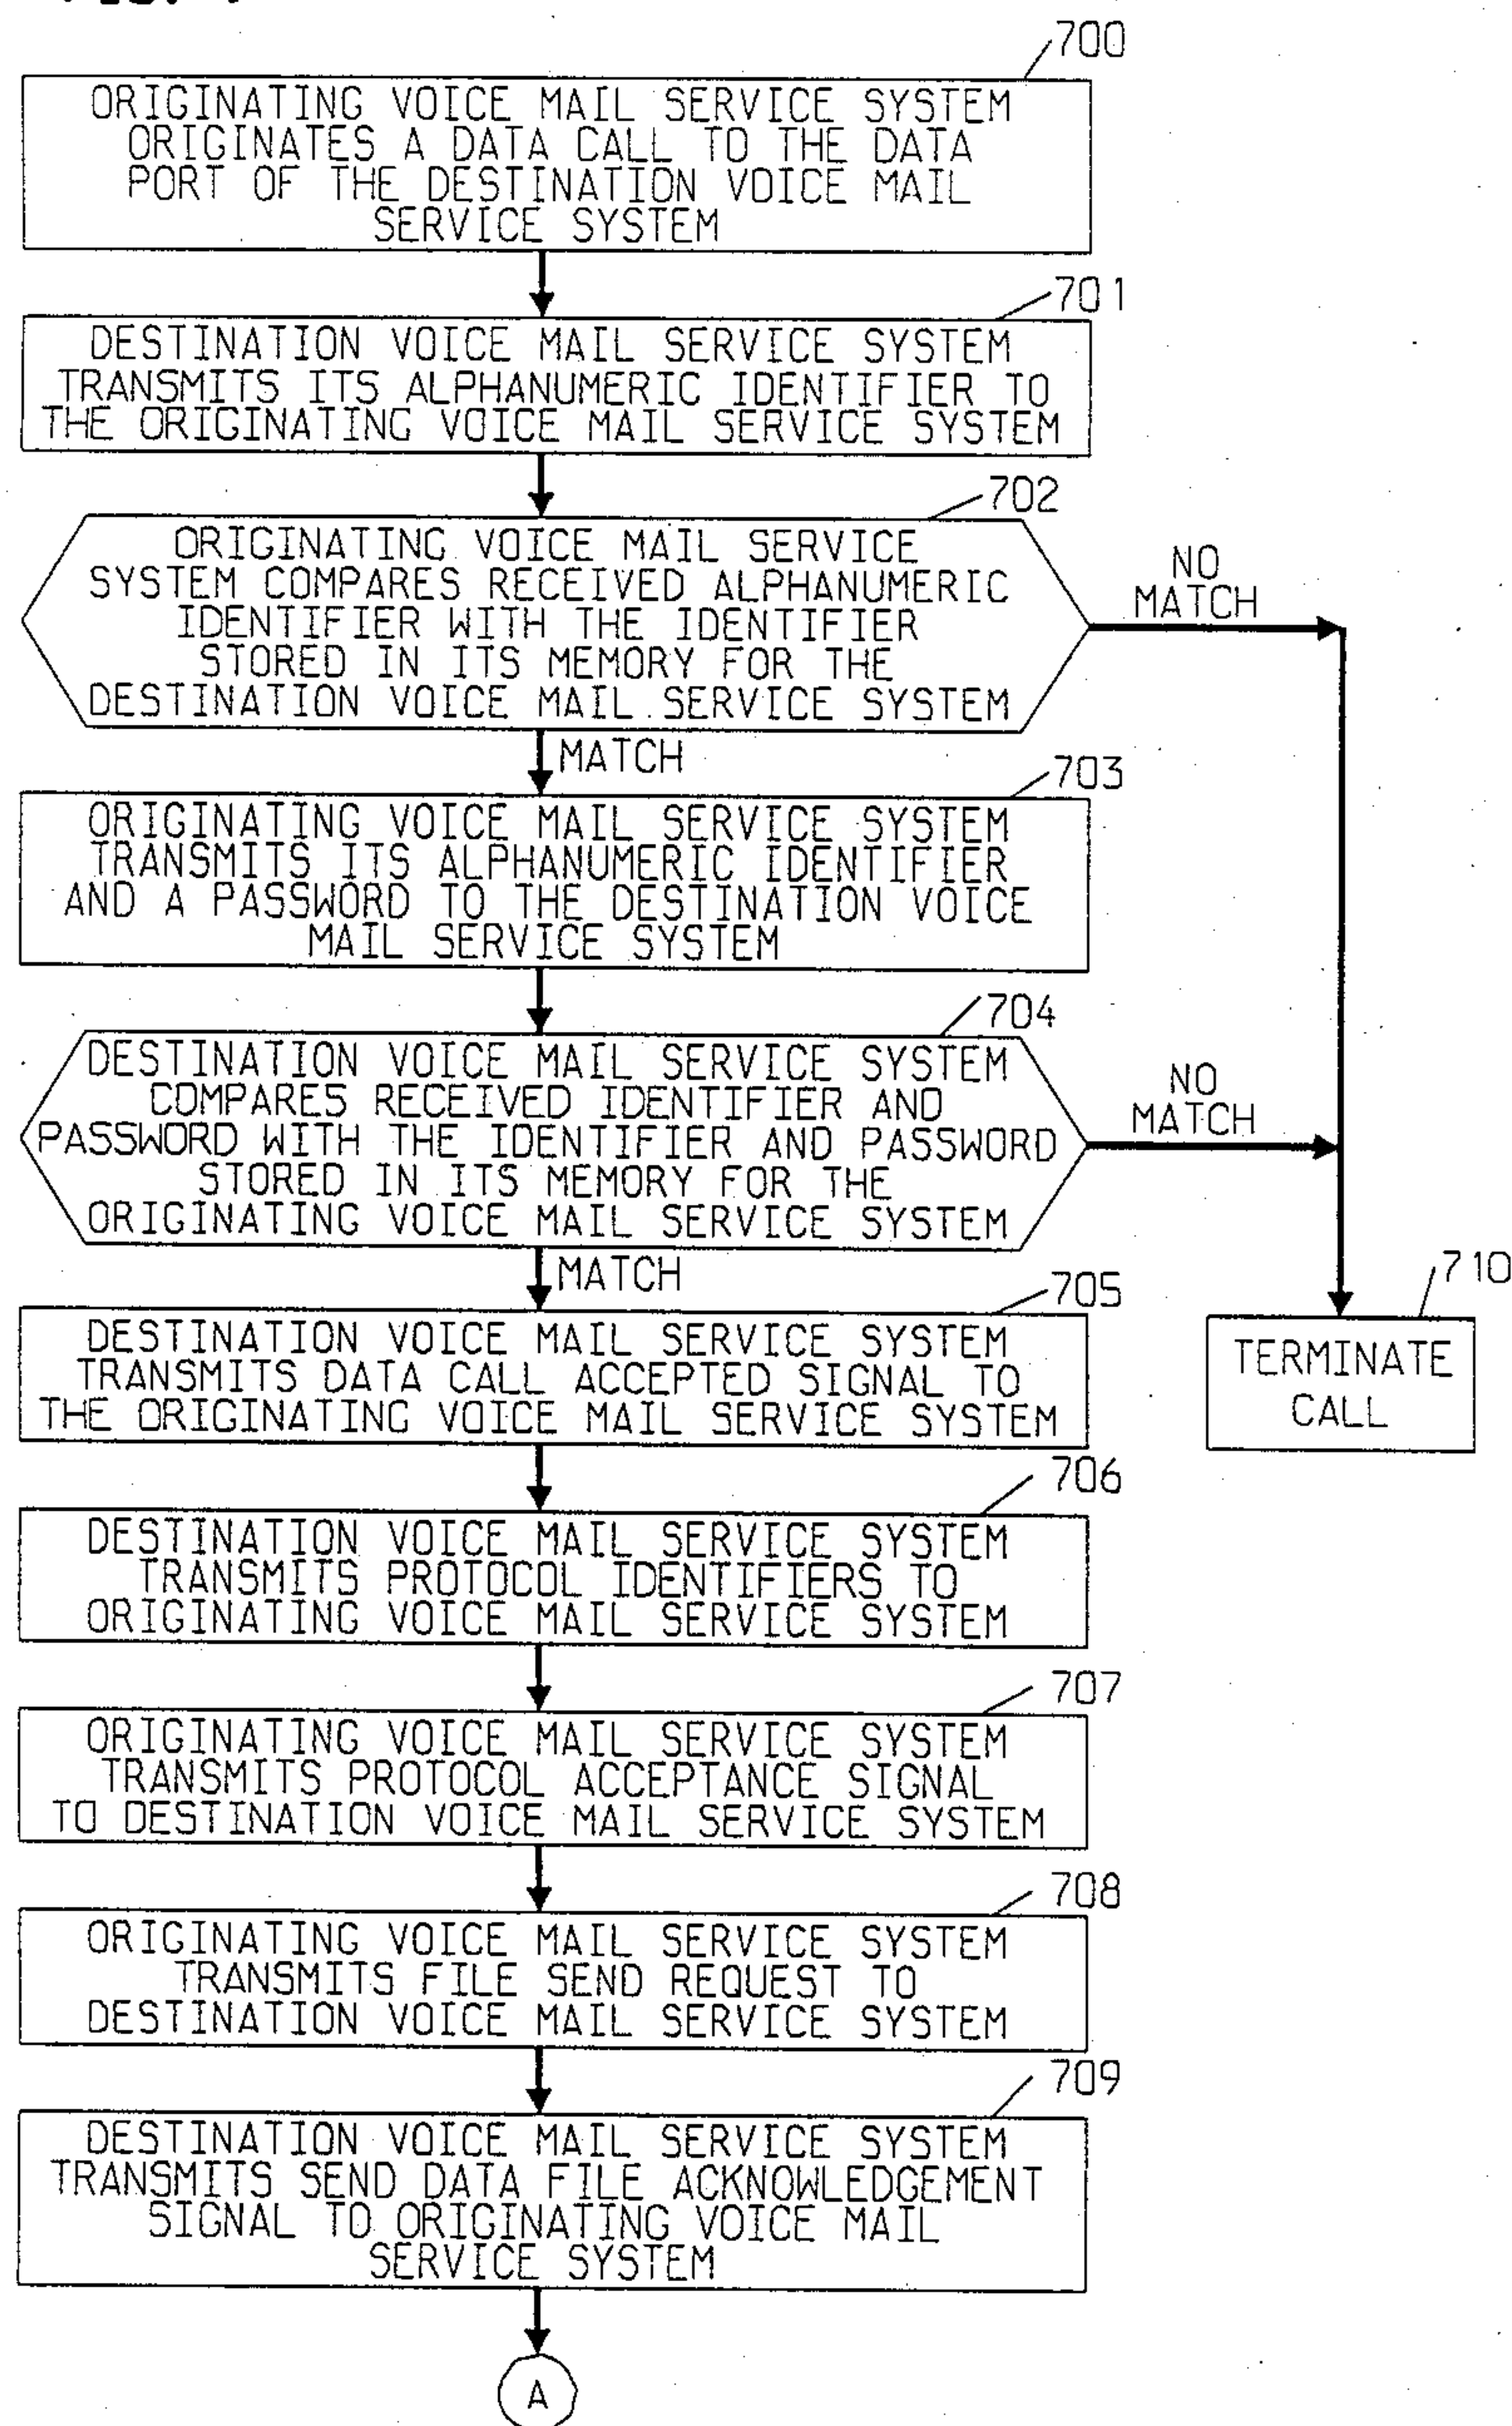 700
ORIGINATING VOICE MAIL SERVICE SYSTEM
ORIGINATES A DATA CALL TO THE DATA
PORT OF THE DESTINATION VOICE MAIL
SERVICE SYSTEM
701
DESTINATION VOICE MAIL SERVICE SYSTEM
TRANSMITS ITS ALPHANUMERIC IDENTIFIER TO
THE ORIGINATING VOICE MAIL SERVICE SYSTEM
702
ORIGINATING VOICE MAIL SERVICE
SYSTEM COMPARES RECEIVED ALPHANUMERIC
IDENTIFIER WITH THE IDENTIFIER
STORED IN ITS MEMORY FOR THE
DESTINATION VOICE MAIL SERVICE SYSTEM
NO
MATCH
MATCH
703
ORIGINATING VOICE MAIL SERVICE SYSTEM
TRANSMITS ITS ALPHANUMERIC IDENTIFIER
AND A PASSWORD TO THE DESTINATION VOICE
MAIL SERVICE SYSTEM
704
DESTINATION VOICE MAIL SERVICE SYSTEM
COMPARES RECEIVED IDENTIFIER AND
PASSWORD WITH THE IDENTIFIER AND PASSWORD
STORED IN ITS MEMORY FOR THE
ORIGINATING VOICE MAIL SERVICE SYSTEM
NO
MATCH
MATCH
705
DESTINATION VOICE MAIL SERVICE SYSTEM
TRANSMITS DATA CALL ACCEPTED SIGNAL TO
THE ORIGINATING VOICE MAIL SERVICE SYSTEM
710
TERMINATE
CALL
706
DESTINATION VOICE MAIL SERVICE SYSTEM
TRANSMITS PROTOCOL IDENTIFIERS TO
ORIGINATING VOICE MAIL SERVICE SYSTEM
707
ORIGINATING VOICE MAIL SERVICE SYSTEM
TRANSMITS PROTOCOL ACCEPTANCE SIGNAL
TO DESTINATION VOICE MAIL SERVICE SYSTEM
708
ORIGINATING VOICE MAIL SERVICE SYSTEM
TRANSMITS FILE SEND REQUEST TO
DESTINATION VOICE MAIL SERVICE SYSTEM
709
DESTINATION VOICE MAIL SERVICE SYSTEM
TRANSMITS SEND DATA FILE ACKNOWLEDGEMENT
SIGNAL TO ORIGINATING VOICE MAIL
SERVICE SYSTEM
A